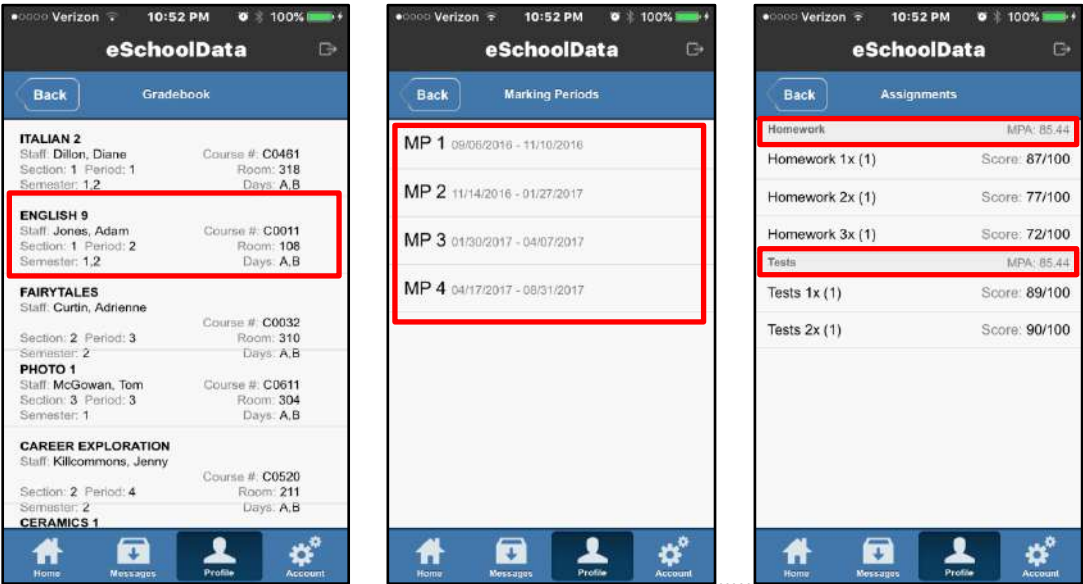 ●○○○○ Verizon 10:52 PM 100%
eSchoolData
Back Gradebook
ITALIAN 2
Staff: Dillon, Diane Course #: C0461
Section: 1 Period: 1 Room: 318
Semester: 1,2 Days: A,B
ENGLISH 9
Staff: Jones, Adam Course #: C0011
Section: 1 Period: 2 Room: 108
Semester: 1,2 Days: A,B
FAIRYTALES
Staff: Curtin, Adrienne
Course #: C0032
Section: 2 Period: 3 Room: 310
Semester: 2 Days: A,B
PHOTO 1
Staff: McGowan, Tom Course #: C0611
Section: 3 Period: 3 Room: 304
Semester: 1 Days: A,B
CAREER EXPLORATION
Staff: Killcommons, Jenny
Course #: C0520
Section: 2 Period: 4 Room: 211
Semester: 2 Days: A,B
CERAMICS 1
Home Messages Profile Account
●○○○○ Verizon 10:52 PM 100%
eSchoolData
Back Marking Periods
MP 1 09/06/2016 - 11/10/2016
MP 2 11/14/2016 - 01/27/2017
MP 3 01/30/2017 - 04/07/2017
MP 4 04/17/2017 - 08/31/2017
Home Messages Profile Account
●○○○○ Verizon 10:52 PM 100%
eSchoolData
Back Assignments
Homework MPA: 85.44
Homework 1x (1) Score: 87/100
Homework 2x (1) Score: 77/100
Homework 3x (1) Score: 72/100
Tests MPA: 85.44
Tests 1x (1) Score: 89/100
Tests 2x (1) Score: 90/100
Home Messages Profile Account